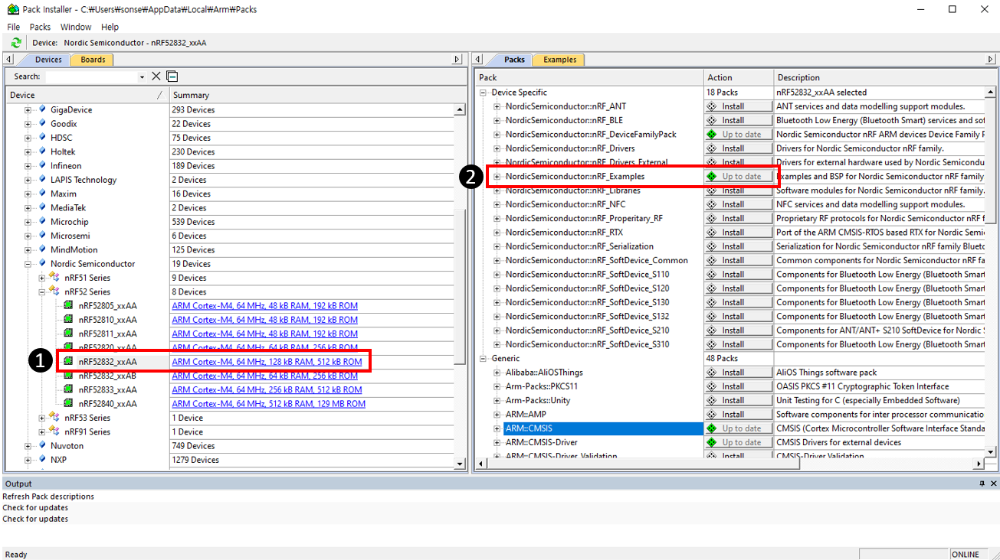 Pack Installer - C:₩Users₩sonse₩AppData₩Local₩Arm₩Packs
File Packs Window Help
Device: Nordic Semiconductor - nRF52832_xxAA
Devices Boards
Search:
Device / Summary
GigaDevice 293 Devices
Goodix 22 Devices
HDSC 75 Devices
Holtek 230 Devices
Infineon 189 Devices
LAPIS Technology 2 Devices
Maxim 16 Devices
MediaTek 2 Devices
Microchip 539 Devices
Microsemi 6 Devices
MindMotion 125 Devices
Nordic Semiconductor 19 Devices
nRF51 Series 9 Devices
nRF52 Series 8 Devices
nRF52805_xxAA ARM Cortex-M4, 64 MHz, 48 kB RAM, 192 kB ROM
nRF52810_xxAA ARM Cortex-M4, 64 MHz, 48 kB RAM, 192 kB ROM
nRF52811_xxAA ARM Cortex-M4, 64 MHz, 48 kB RAM, 192 kB ROM
nRF52820_xxAA ARM Cortex-M4, 64 MHz, 64 kB RAM, 256 kB ROM
1 nRF52832_xxAA ARM Cortex-M4, 64 MHz, 128 kB RAM, 512 kB ROM
nRF52832_xxAB ARM Cortex-M4, 64 MHz, 64 kB RAM, 256 kB ROM
nRF52833_xxAA ARM Cortex-M4, 64 MHz, 256 kB RAM, 512 kB ROM
nRF52840_xxAA ARM Cortex-M4, 64 MHz, 512 kB RAM, 129 MB ROM
nRF53 Series 1 Device
nRF91 Series 1 Device
Nuvoton 749 Devices
NXP 1279 Devices
Packs Examples
Pack Action Description
Device Specific 18 Packs nRF52832_xxAA selected
NordicSemiconductor::nRF_ANT Install ANT services and data modelling support modules.
NordicSemiconductor::nRF_BLE Install Bluetooth Low Energy (Bluetooth Smart) services and sof
NordicSemiconductor::nRF_DeviceFamilyPack Up to date Nordic Semiconductor nRF ARM devices Device Family P
NordicSemiconductor::nRF_Drivers Install Drivers for Nordic Semiconductor nRF family.
NordicSemiconductor::nRF_Drivers_External Install Drivers for external hardware used by Nordic Semicondu
2 NordicSemiconductor::nRF_Examples Up to date Examples and BSP for Nordic Semiconductor nRF family
NordicSemiconductor::nRF_Libraries Install Software modules for Nordic Semiconductor nRF family.
NordicSemiconductor::nRF_NFC Install NFC services and data modelling support modules.
NordicSemiconductor::nRF_Properitary_RF Install Proprietary RF protocols for Nordic Semiconductor nRF f
NordicSemiconductor::nRF_RTX Install Port of the ARM CMSIS-RTOS based RTX for Nordic Semi
NordicSemiconductor::nRF_Serialization Install Serialization for Nordic Semiconductor nRF family Blueto
NordicSemiconductor::nRF_SoftDevice_Common Install Common components for Nordic Semiconductor nRF fa
NordicSemiconductor::nRF_SoftDevice_S110 Install Components for Bluetooth Low Energy (Bluetooth Smart
NordicSemiconductor::nRF_SoftDevice_S120 Install Components for Bluetooth Low Energy (Bluetooth Smart
NordicSemiconductor::nRF_SoftDevice_S130 Install Components for Bluetooth Low Energy (Bluetooth Smart
NordicSemiconductor::nRF_SoftDevice_S132 Install Components for Bluetooth Low Energy (Bluetooth Smart
NordicSemiconductor::nRF_SoftDevice_S210 Install Components for ANT/ANT+ S210 SoftDevice for Nordic S
NordicSemiconductor::nRF_SoftDevice_S310 Install Components for Bluetooth Low Energy (Bluetooth Smart
Generic 48 Packs
Alibaba::AliOSThings Install AliOS Things software pack
Arm-Packs::PKCS11 Install OASIS PKCS #11 Cryptographic Token Interface
Arm-Packs::Unity Install Unit Testing for C (especially Embedded Software)
ARM::AMP Install Software components for inter processor communicatio
ARM::CMSIS Up to date CMSIS (Cortex Microcontroller Software Interface Standa
ARM::CMSIS-Driver Up to date CMSIS Drivers for external devices
ARM::CMSIS-Driver_Validation Install CMSIS-Driver Validation
Output
Refresh Pack descriptions
Check for updates
Check for updates
Ready ONLINE